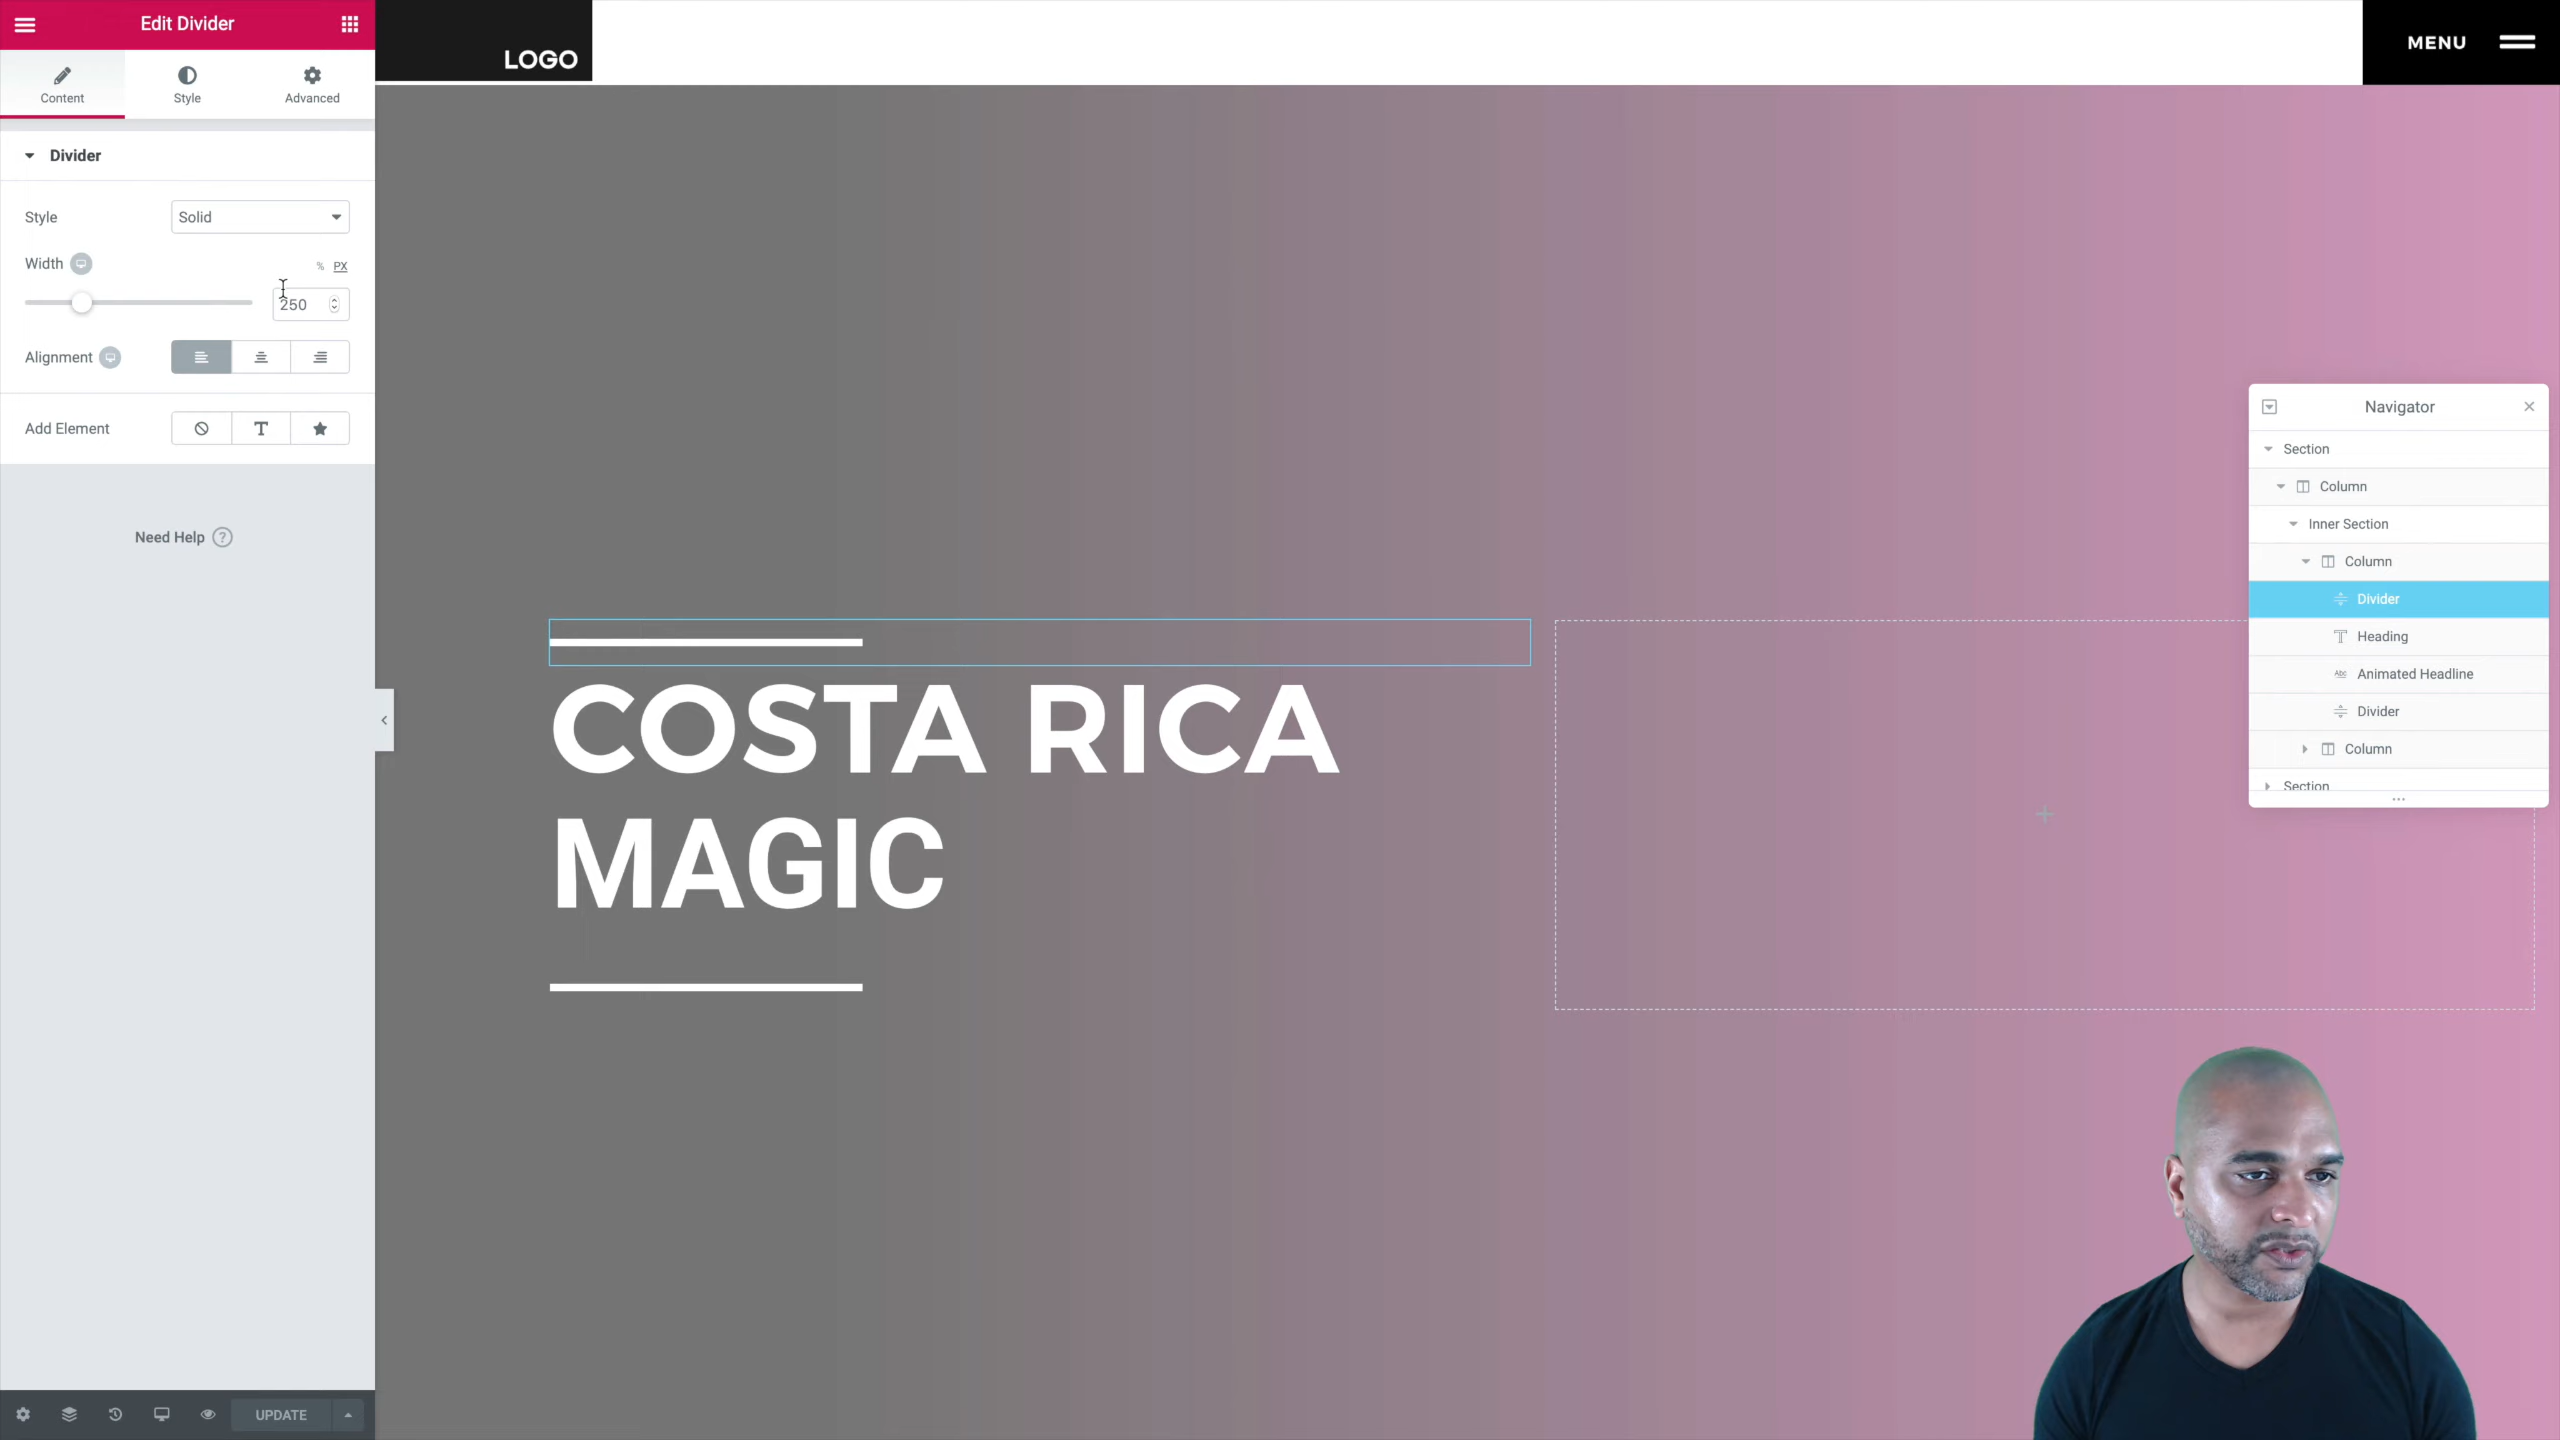 Edit Divider
Content
Style
Advanced
Divider
Style
Solid
Width
% PX
250
Alignment
Add Element
Need Help ?
UPDATE
LOGO
MENU
COSTA RICA
MAGIC
Navigator
Section
Column
Inner Section
Column
Divider
Heading
Abc Animated Headline
Divider
Column
Section